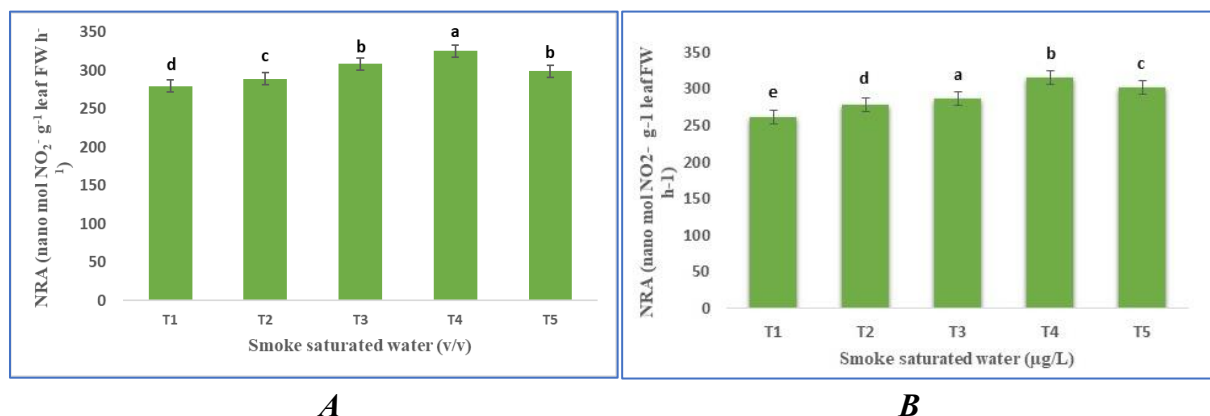 NRA (nano mol NO2- g-1 leaf FW h-
1)
350
300
250
200
150
100
50
0
d
c
b
a
b
T1 T2 T3 T4 T5
Smoke saturated water (v/v)
A
NRA (nano mol NO2- g-1 leaf FW
h-1)
350
300
250
200
150
100
50
0
e
d
a
b
c
T1 T2 T3 T4 T5
Smoke saturated water (µg/L)
B